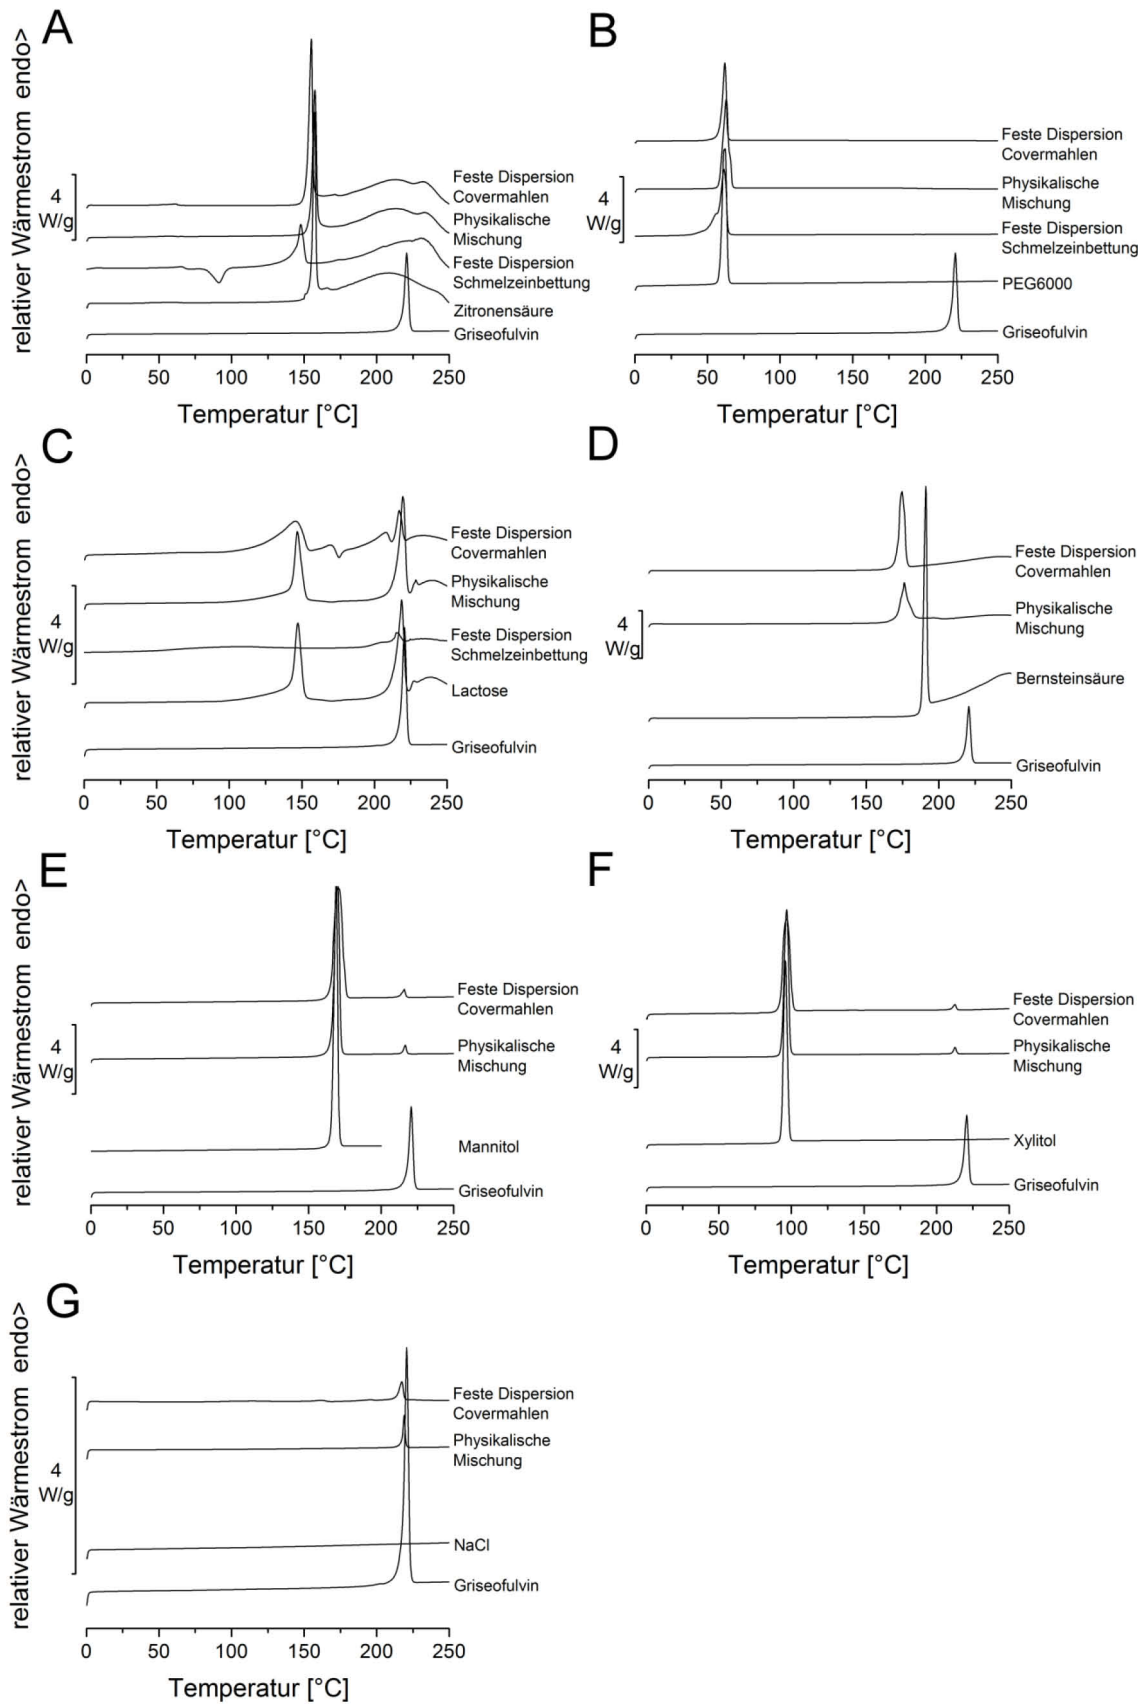 A
relativer Wärmestrom endo>
4
W/g
Feste Dispersion
Covermahlen
Physikalische
Mischung
Feste Dispersion
Schmelzeinbettung
Zitronensäure
Griseofulvin
0 50 100 150 200 250
Temperatur [°C]
B
4
W/g
Feste Dispersion
Covermahlen
Physikalische
Mischung
Feste Dispersion
Schmelzeinbettung
PEG6000
Griseofulvin
0 50 100 150 200 250
Temperatur [°C]
C
relativer Wärmestrom endo>
4
W/g
Feste Dispersion
Covermahlen
Physikalische
Mischung
Feste Dispersion
Schmelzeinbettung
Lactose
Griseofulvin
0 50 100 150 200 250
Temperatur [°C]
D
4
W/g
Feste Dispersion
Covermahlen
Physikalische
Mischung
Bernsteinsäure
Griseofulvin
0 50 100 150 200 250
Temperatur [°C]
E
relativer Wärmestrom endo>
4
W/g
Feste Dispersion
Covermahlen
Physikalische
Mischung
Mannitol
Griseofulvin
0 50 100 150 200 250
Temperatur [°C]
F
4
W/g
Feste Dispersion
Covermahlen
Physikalische
Mischung
Xylitol
Griseofulvin
0 50 100 150 200 250
Temperatur [°C]
G
relativer Wärmestrom endo>
4
W/g
Feste Dispersion
Covermahlen
Physikalische
Mischung
NaCl
Griseofulvin
0 50 100 150 200 250
Temperatur [°C]